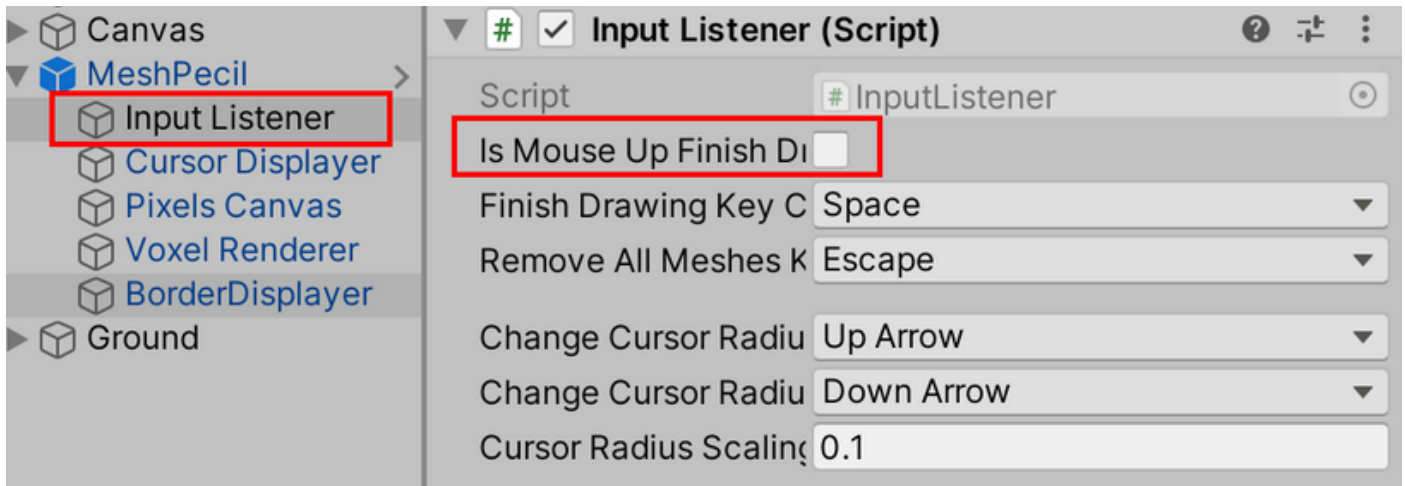 Canvas
MeshPecil
Input Listener
Cursor Displayer
Pixels Canvas
Voxel Renderer
BorderDisplayer
Ground
# Input Listener (Script)
Script # InputListener
Is Mouse Up Finish Dr
Finish Drawing Key C Space
Remove All Meshes K Escape
Change Cursor Radiu Up Arrow
Change Cursor Radiu Down Arrow
Cursor Radius Scaling 0.1